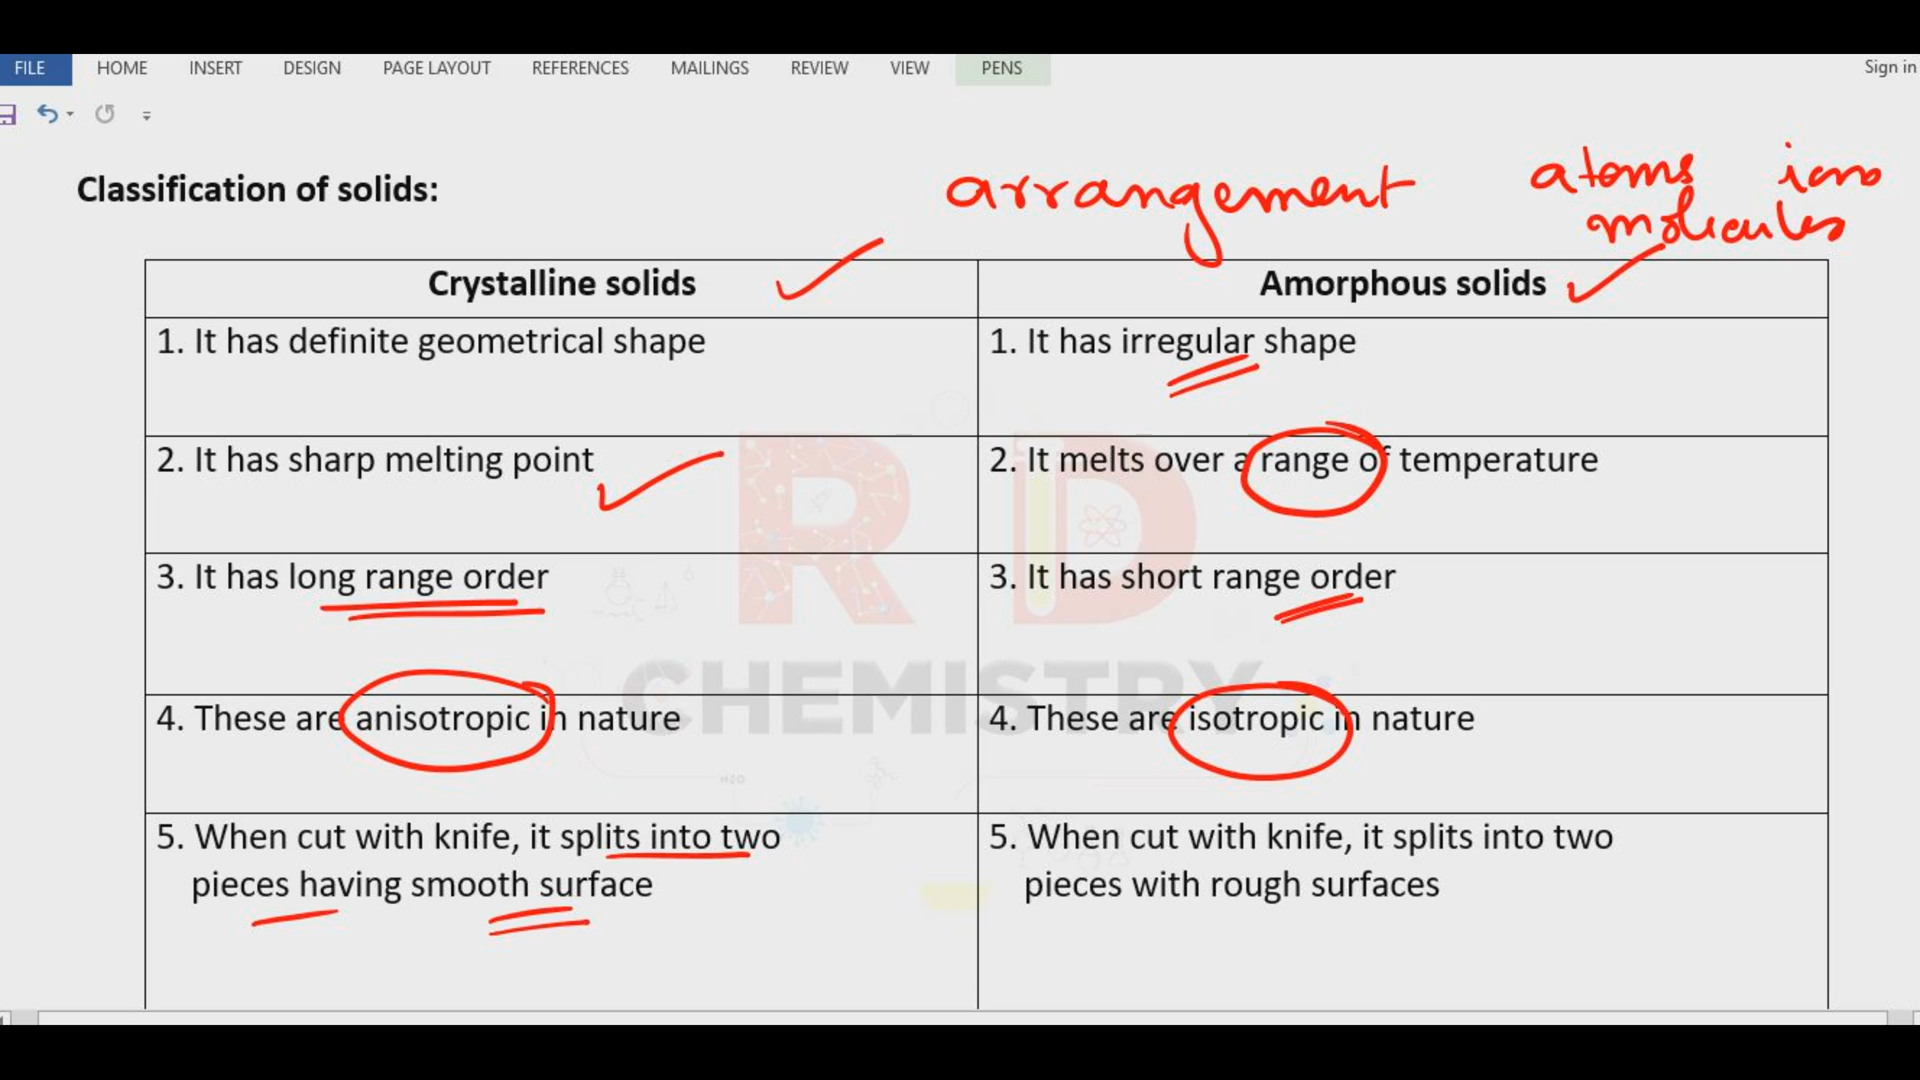 FILE HOME INSERT DESIGN PAGE LAYOUT REFERENCES MAILINGS REVIEW VIEW PENS Sign in
Classification of solids:
arrangement
atoms ions
molecules
Crystalline solids
Amorphous solids
1. It has definite geometrical shape
1. It has irregular shape
2. It has sharp melting point
2. It melts over a range of temperature
3. It has long range order
3. It has short range order
4. These are anisotropic in nature
4. These are isotropic in nature
5. When cut with knife, it splits into two
pieces having smooth surface
5. When cut with knife, it splits into two
pieces with rough surfaces
RD
CHEMISTRY
H2O